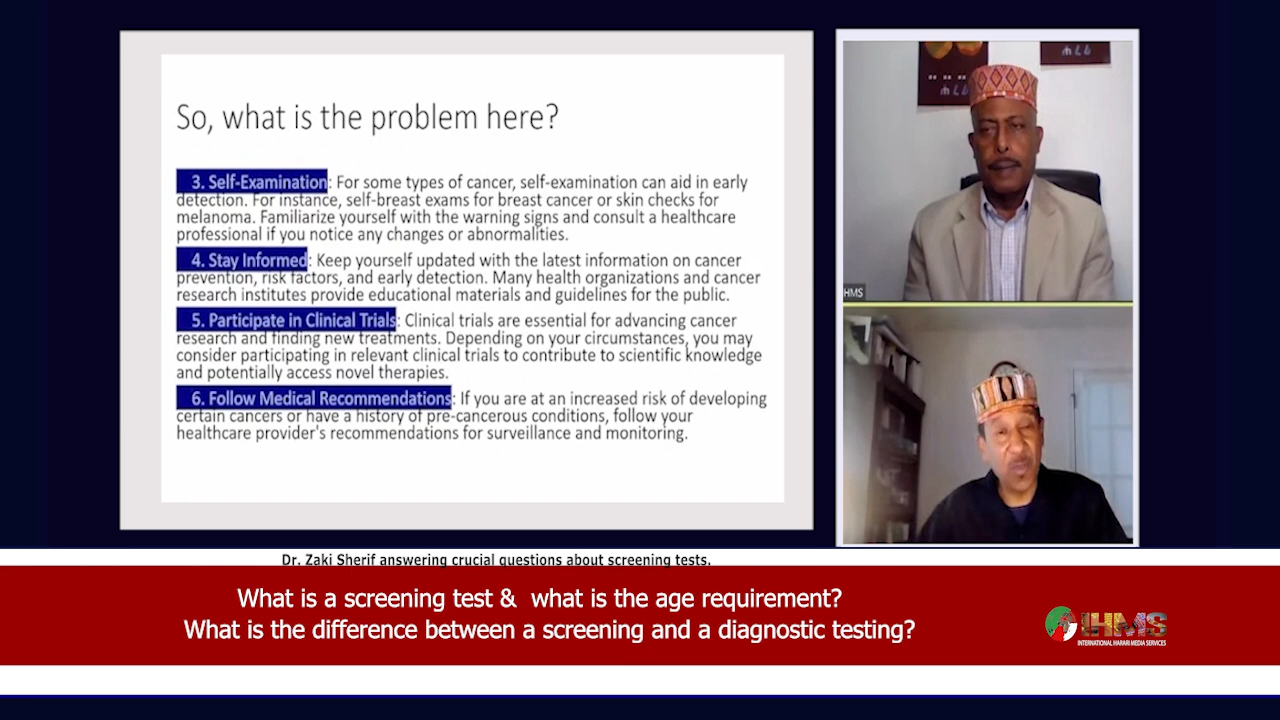 So, what is the problem here?
3. Self-Examination: For some types of cancer, self-examination can aid in early
detection. For instance, self-breast exams for breast cancer or skin checks for
melanoma. Familiarize yourself with the warning signs and consult a healthcare
professional if you notice any changes or abnormalities.
4. Stay Informed: Keep yourself updated with the latest information on cancer
prevention, risk factors, and early detection. Many health organizations and cancer
research institutes provide educational materials and guidelines for the public.
5. Participate in Clinical Trials: Clinical trials are essential for advancing cancer
research and finding new treatments. Depending on your circumstances, you may
consider participating in relevant clinical trials to contribute to scientific knowledge
and potentially access novel therapies.
6. Follow Medical Recommendations: If you are at an increased risk of developing
certain cancers or have a history of pre-cancerous conditions, follow your
healthcare provider's recommendations for surveillance and monitoring.
HMS
Dr. Zaki Sherif answering crucial questions about screening tests.
What is a screening test & what is the age requirement?
What is the difference between a screening and a diagnostic testing?
IHMS
INTERNATIONAL HARARI MEDIA SERVICES